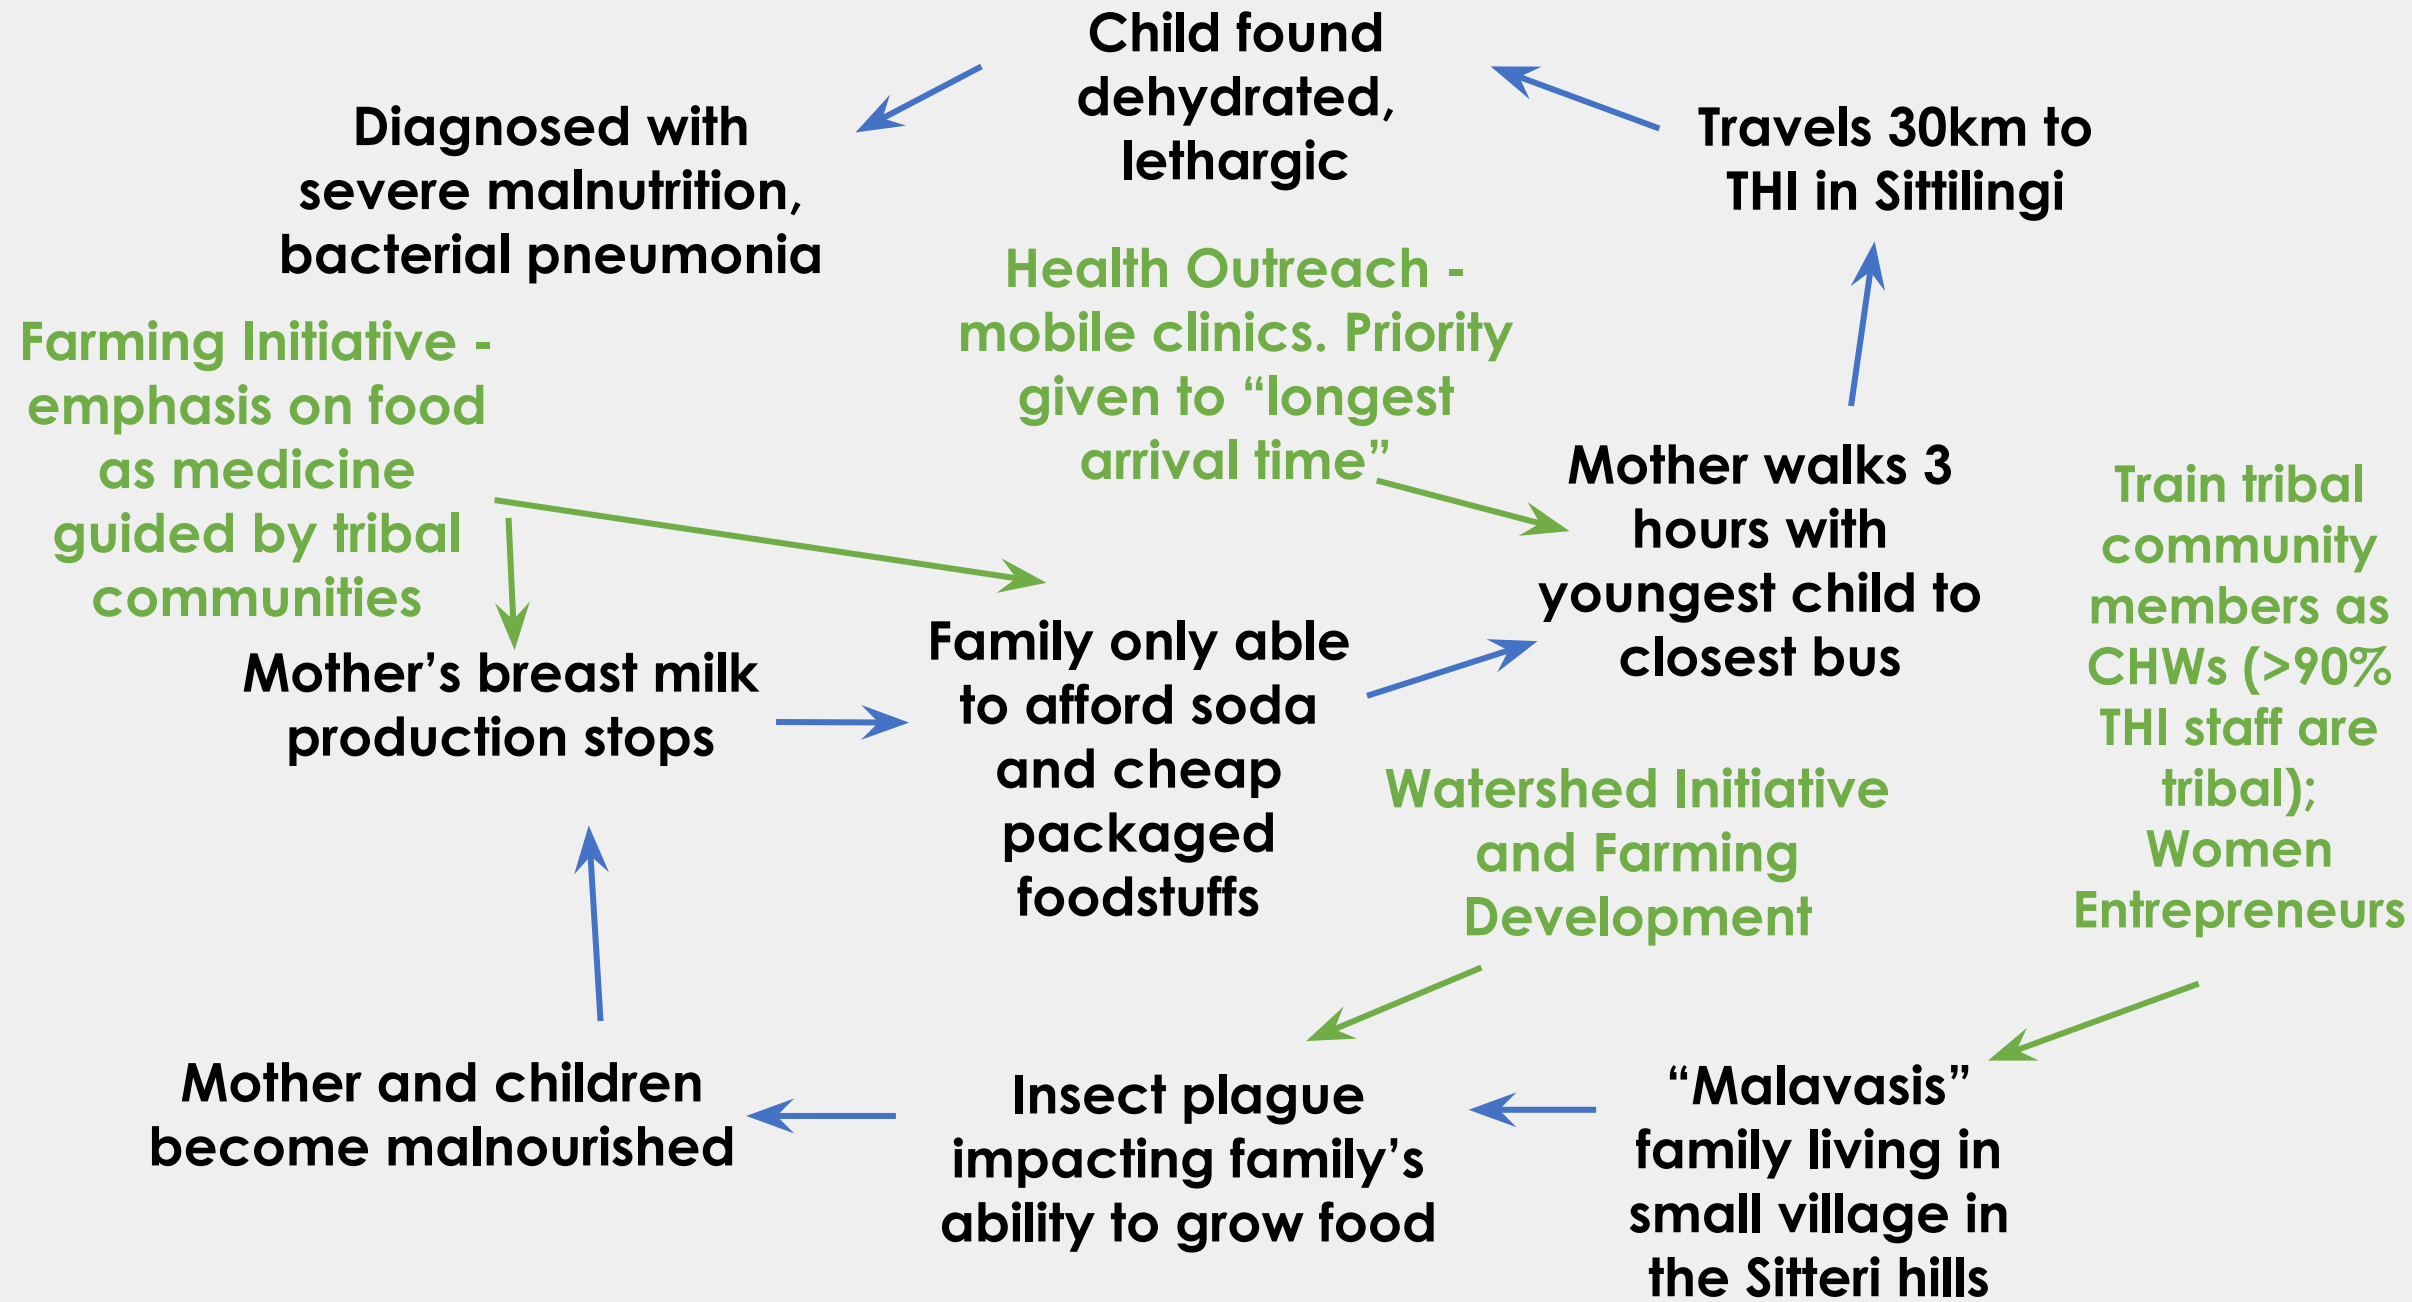 Child found
dehydrated,
lethargic
Diagnosed with
severe malnutrition,
bacterial pneumonia
Travels 30km to
THI in Sittilingi
Health Outreach -
mobile clinics. Priority
given to “longest
arrival time”
Farming Initiative -
emphasis on food
as medicine
guided by tribal
communities
Mother walks 3
hours with
youngest child to
closest bus
Train tribal
community
members as
CHWs (>90%
THI staff are
tribal);
Women
Entrepreneurs
Mother’s breast milk
production stops
Family only able
to afford soda
and cheap
packaged
foodstuffs
Watershed Initiative
and Farming
Development
Mother and children
become malnourished
Insect plague
impacting family’s
ability to grow food
“Malavasis”
family living in
small village in
the Sitteri hills